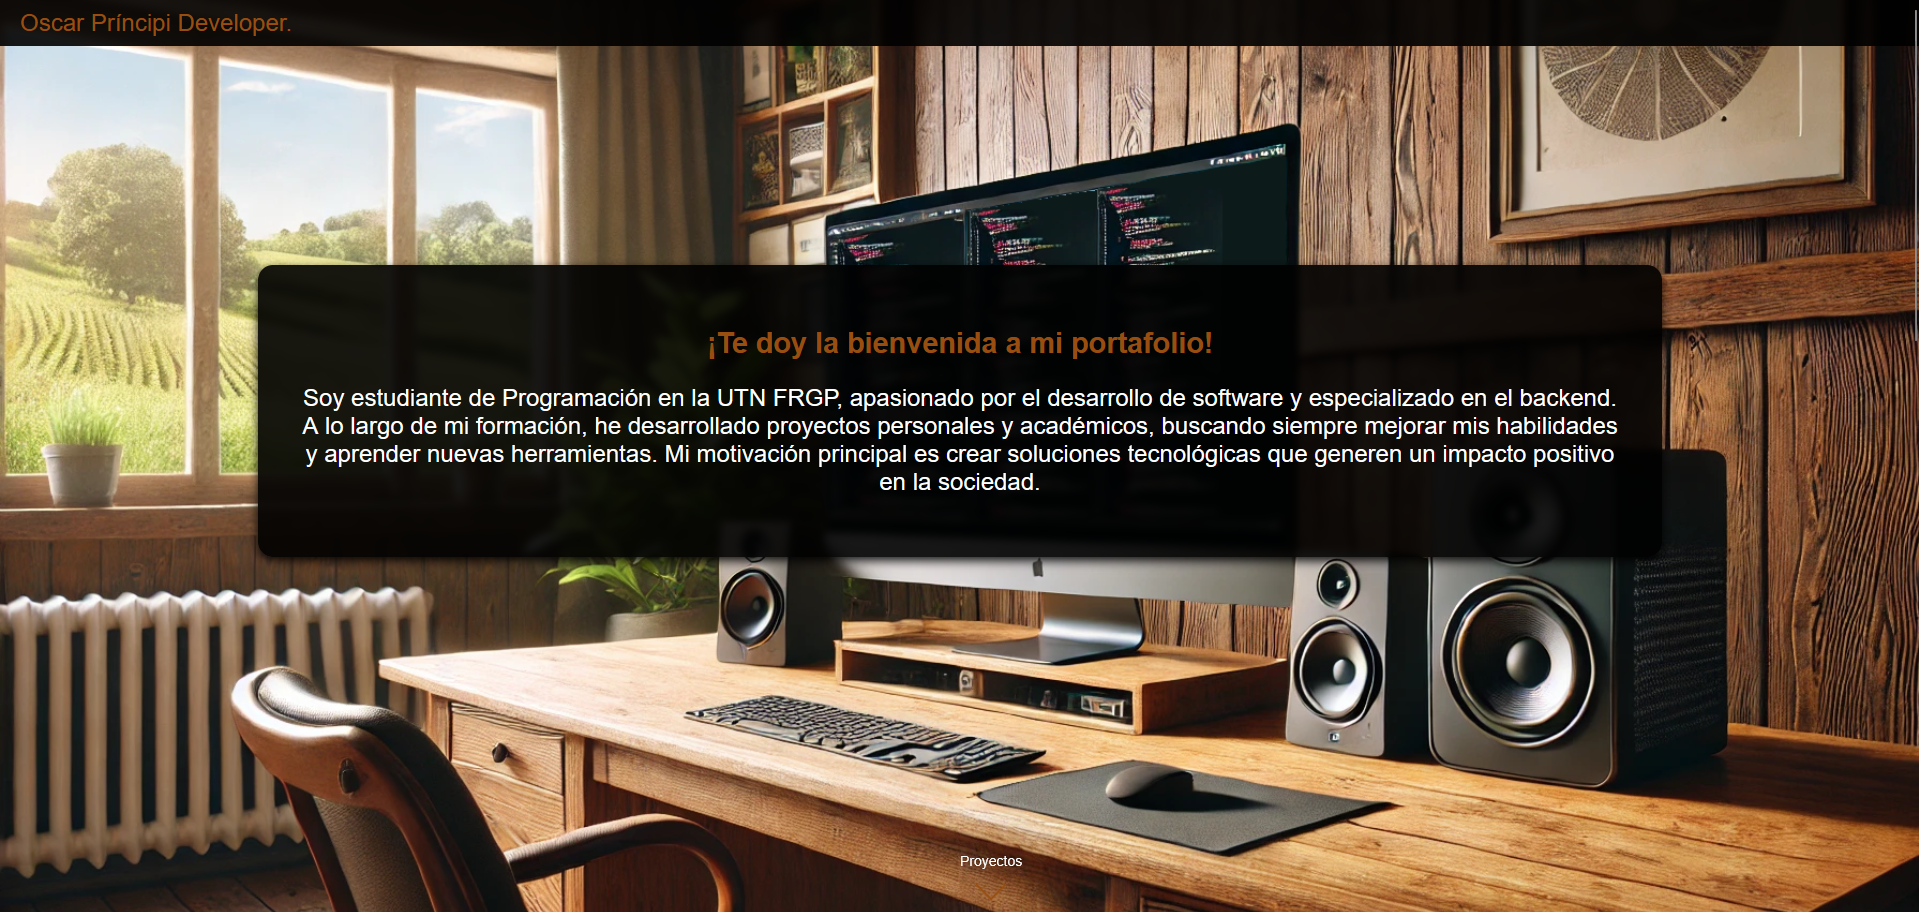 Oscar Príncipi Developer.
¡Te doy la bienvenida a mi portafolio!
Soy estudiante de Programación en la UTN FRGP, apasionado por el desarrollo de software y especializado en el backend.
A lo largo de mi formación, he desarrollado proyectos personales y académicos, buscando siempre mejorar mis habilidades
y aprender nuevas herramientas. Mi motivación principal es crear soluciones tecnológicas que generen un impacto positivo
en la sociedad.
Proyectos